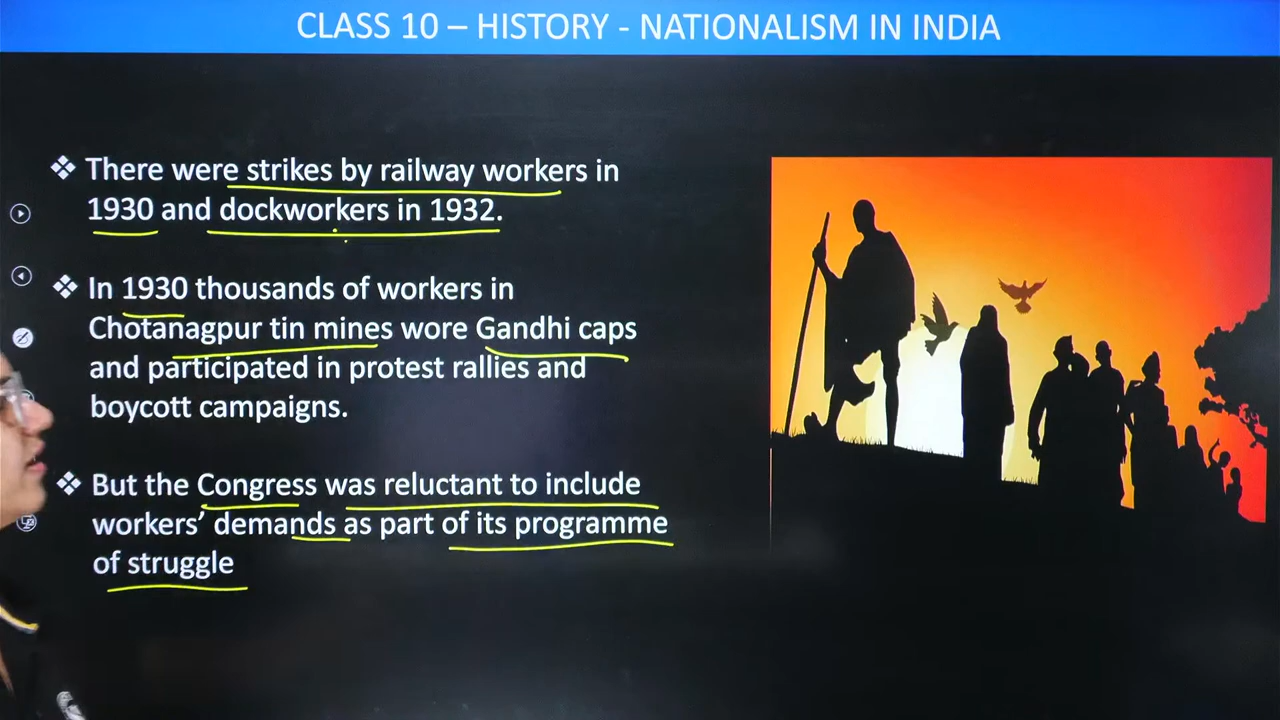 CLASS 10 – HISTORY - NATIONALISM IN INDIA
❖ There were strikes by railway workers in
1930 and dockworkers in 1932.
❖ In 1930 thousands of workers in
Chotanagpur tin mines wore Gandhi caps
and participated in protest rallies and
boycott campaigns.
❖ But the Congress was reluctant to include
workers’ demands as part of its programme
of struggle